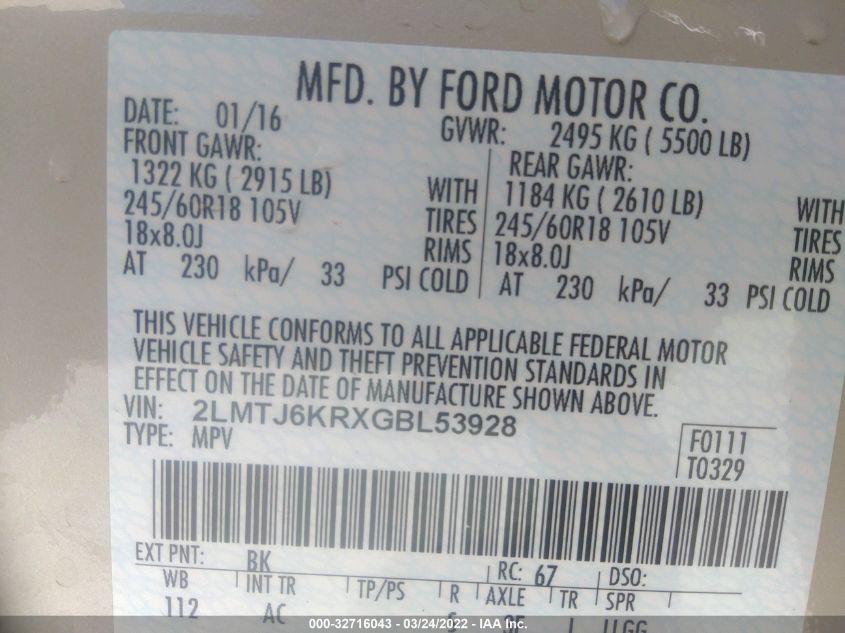 MFD. BY FORD MOTOR CO.
DATE: 01/16 GVWR: 2495 KG ( 5500 LB)
FRONT GAWR: REAR GAWR:
1322 KG ( 2915 LB) WITH 1184 KG ( 2610 LB) WITH
245/60R18 105V TIRES 245/60R18 105V TIRES
18x8.0J RIMS 18x8.0J RIMS
AT 230 kPa/ 33 PSI COLD AT 230 kPa/ 33 PSI COLD
THIS VEHICLE CONFORMS TO ALL APPLICABLE FEDERAL MOTOR
VEHICLE SAFETY AND THEFT PREVENTION STANDARDS IN
EFFECT ON THE DATE OF MANUFACTURE SHOWN ABOVE.
VIN: 2LMTJ6KRXGBL53928
TYPE: MPV F0111
T0329
EXT PNT: BK RC: 67 DSO:
WB INT TR TP/PS R AXLE TR SPR
112 AC
000-32716043 - 03/24/2022 - IAAI.com